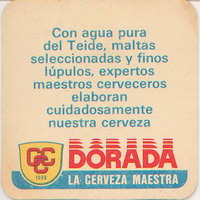 Con agua pura
del Teide, maltas
seleccionadas y finos
lúpulos, expertos
maestros cerveceros
elaboran
cuidadosamente
nuestra cerveza
DORADA
LA CERVEZA MAESTRA